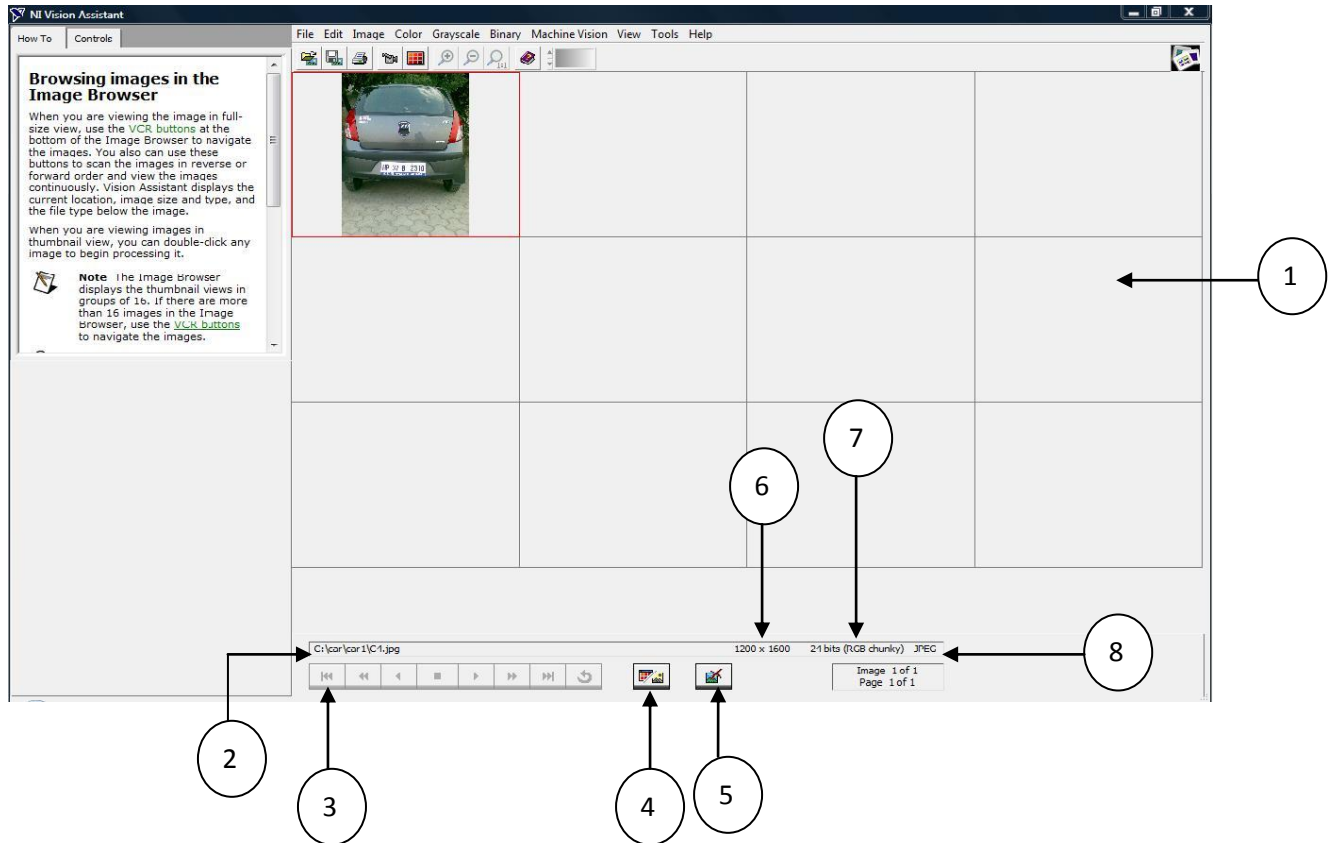 NI Vision Assistant
How To Controls
File Edit Image Color Grayscale Binary Machine Vision View Tools Help
Browsing images in the
Image Browser
When you are viewing the image in full-
size view, use the VCR buttons at the
bottom of the Image Browser to navigate
the images. You also can use these
buttons to scan the images in reverse or
forward order and view the images
continuously. Vision Assistant displays the
current location, image size and type, and
the file type below the image.
When you are viewing images in
thumbnail view, you can double-click any
image to begin processing it.
Note The Image Browser
displays the thumbnail views in
groups of 16. If there are more
than 16 images in the Image
Browser, use the VCR buttons
to navigate the images.
1
7
6
C:\car\car1\C4.jpg 1200 x 1600 24 bits (RGB chunky) JPEG
8
Image 1 of 1
Page 1 of 1
2
3
4
5